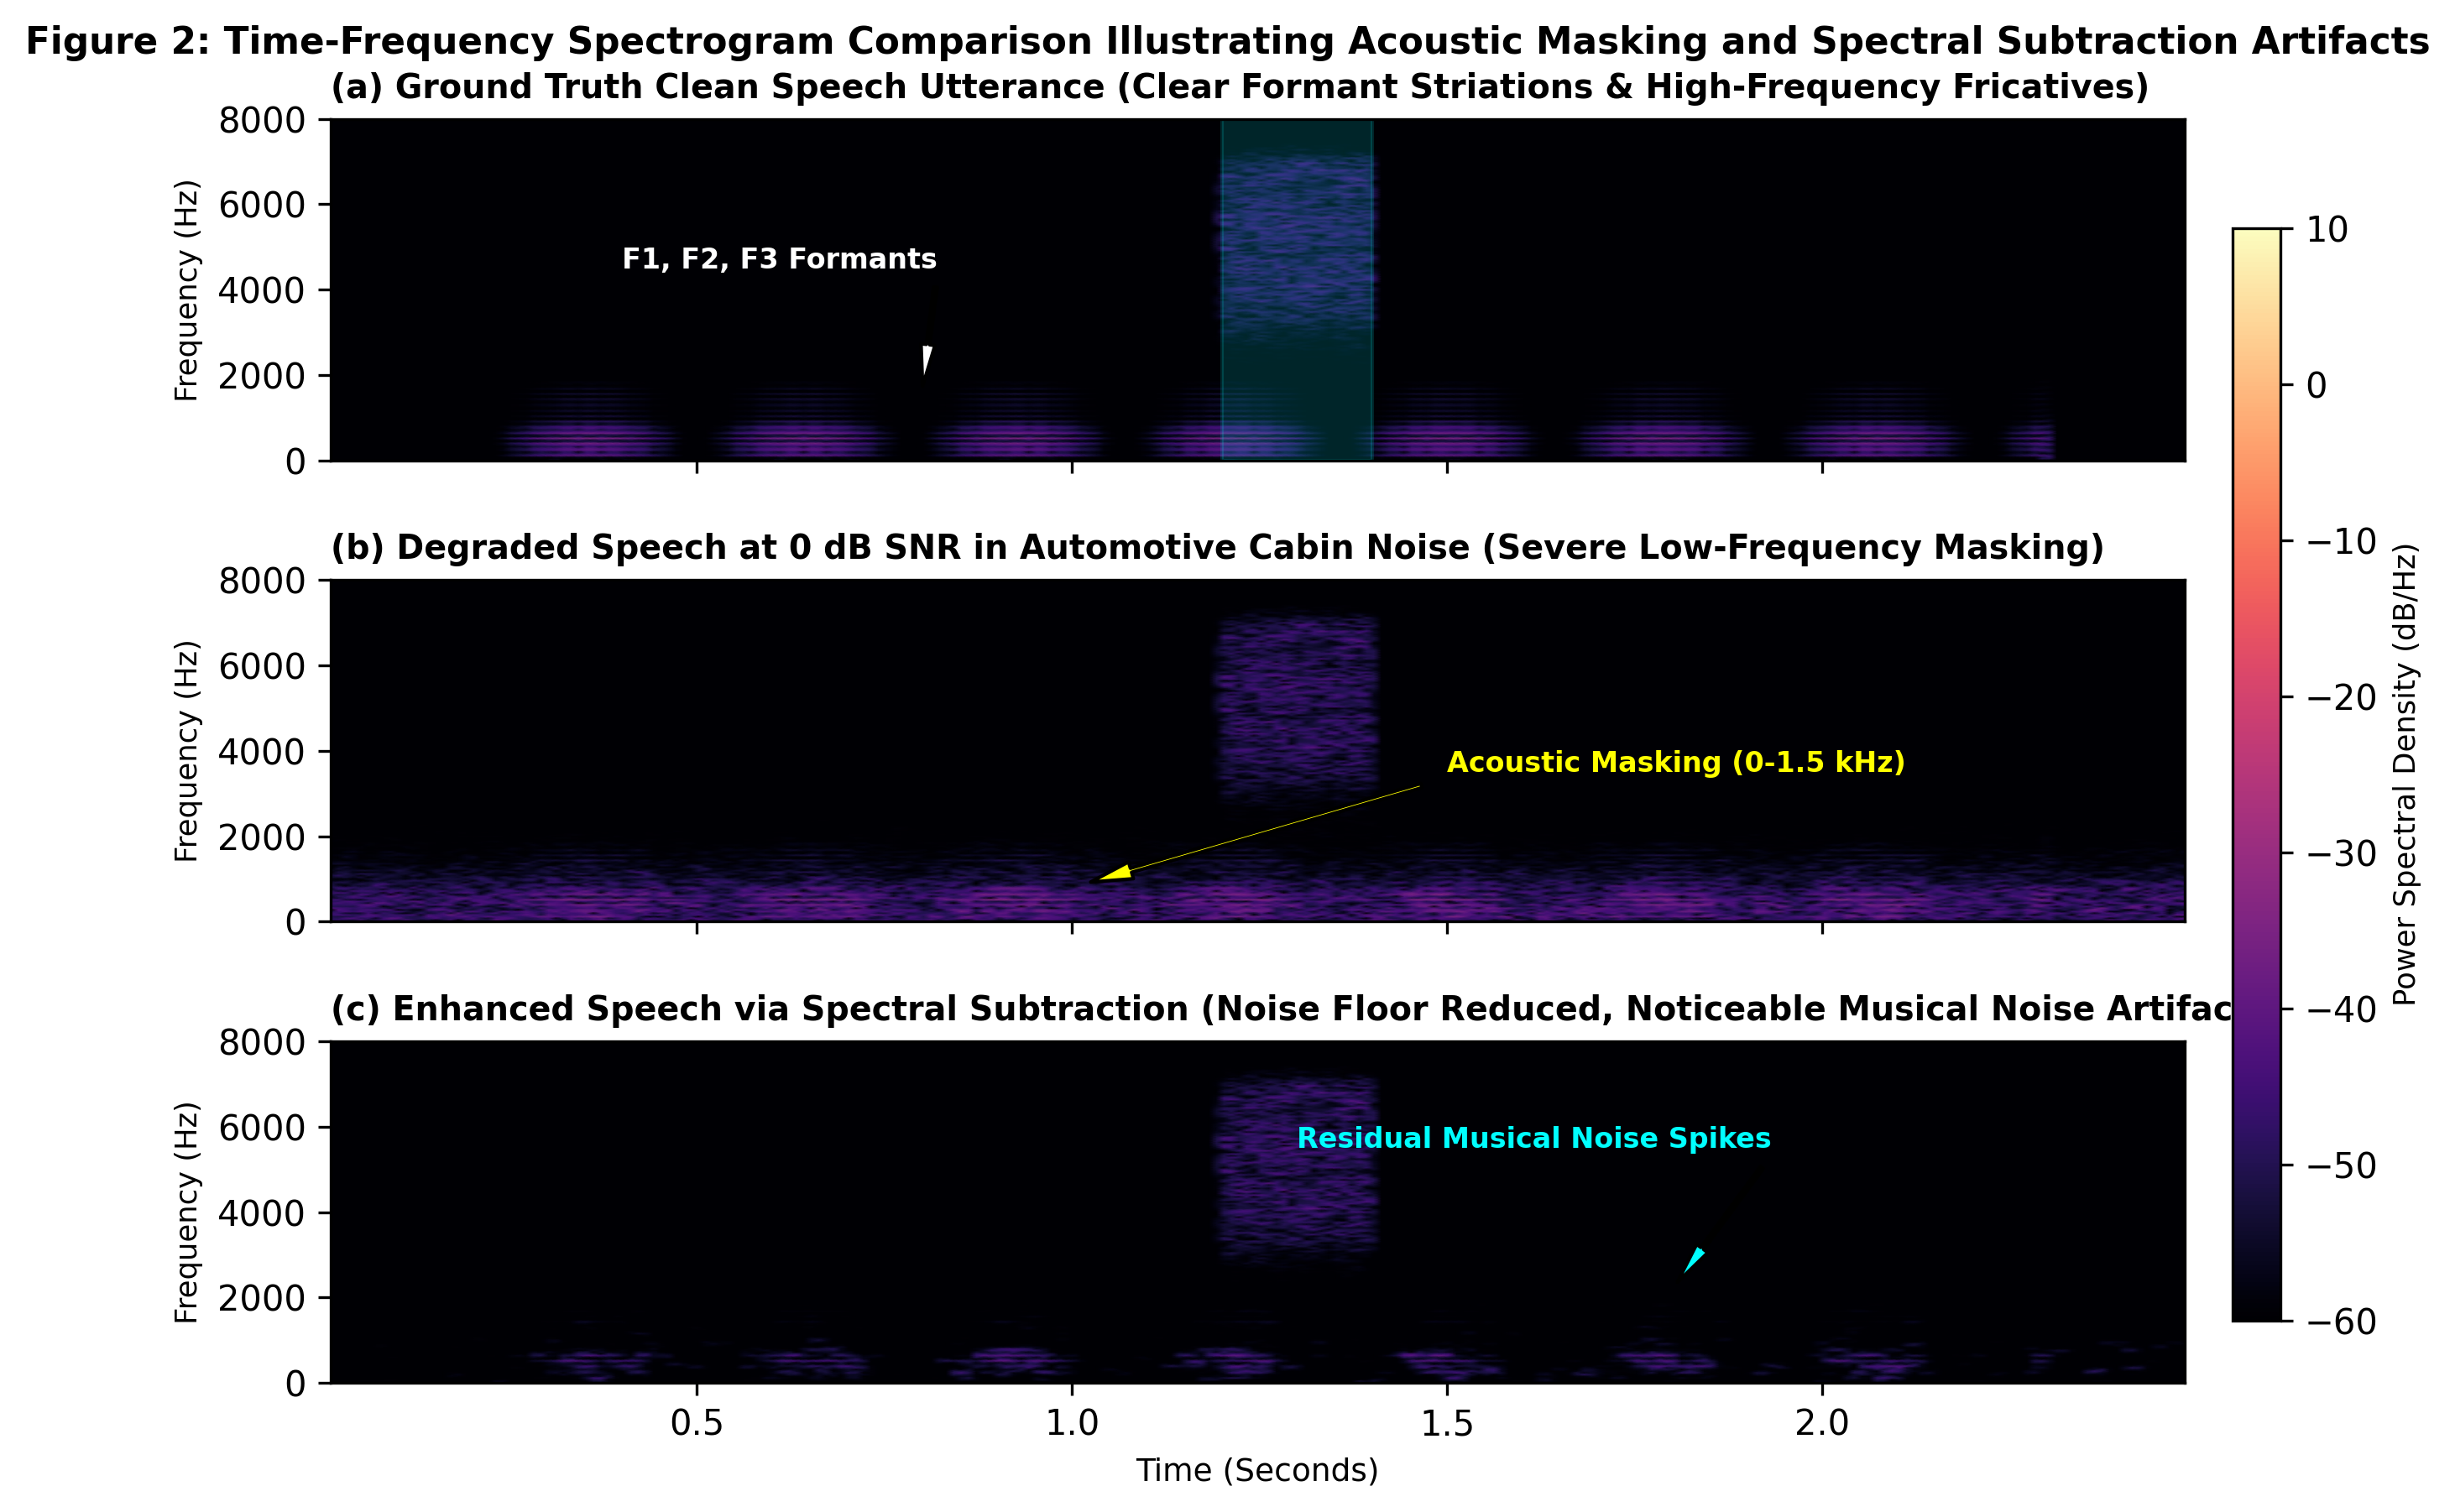 Figure 2: Time-Frequency Spectrogram Comparison Illustrating Acoustic Masking and Spectral Subtraction Artifacts
(a) Ground Truth Clean Speech Utterance (Clear Formant Striations & High-Frequency Fricatives)
8000
6000
4000
2000
0
Frequency (Hz)
F1, F2, F3 Formants
(b) Degraded Speech at 0 dB SNR in Automotive Cabin Noise (Severe Low-Frequency Masking)
8000
6000
4000
2000
0
Frequency (Hz)
Acoustic Masking (0-1.5 kHz)
(c) Enhanced Speech via Spectral Subtraction (Noise Floor Reduced, Noticeable Musical Noise Artifac
8000
6000
4000
2000
0
Frequency (Hz)
Residual Musical Noise Spikes
0.5
1.0
1.5
2.0
Time (Seconds)
10
0
−10
−20
−30
−40
−50
−60
Power Spectral Density (dB/Hz)